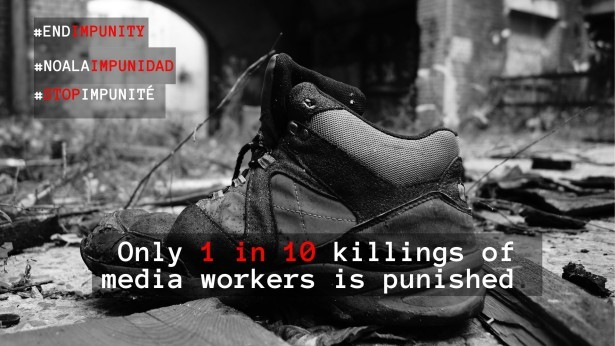 #ENDIMPUNITY
#NOALAIMPUNIDAD
#STOPIMPUNITÉ
Only 1 in 10 killings of
media workers is punished